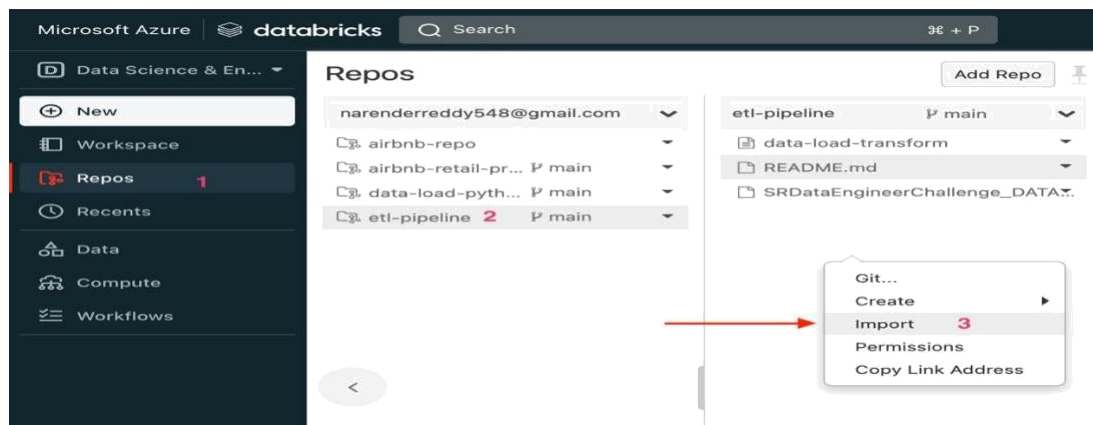 Microsoft Azure databricks Search ⌘ + P
Data Science & En...
New
Workspace
Repos 1
Recents
Data
Compute
Workflows
Repos Add Repo
narenderreddy548@gmail.com
airbnb-repo
airbnb-retail-pr... main
data-load-pyth... main
etl-pipeline 2 main
etl-pipeline main
data-load-transform
README.md
SRDataEngineerChallenge_DATA...
Git...
Create
Import 3
Permissions
Copy Link Address